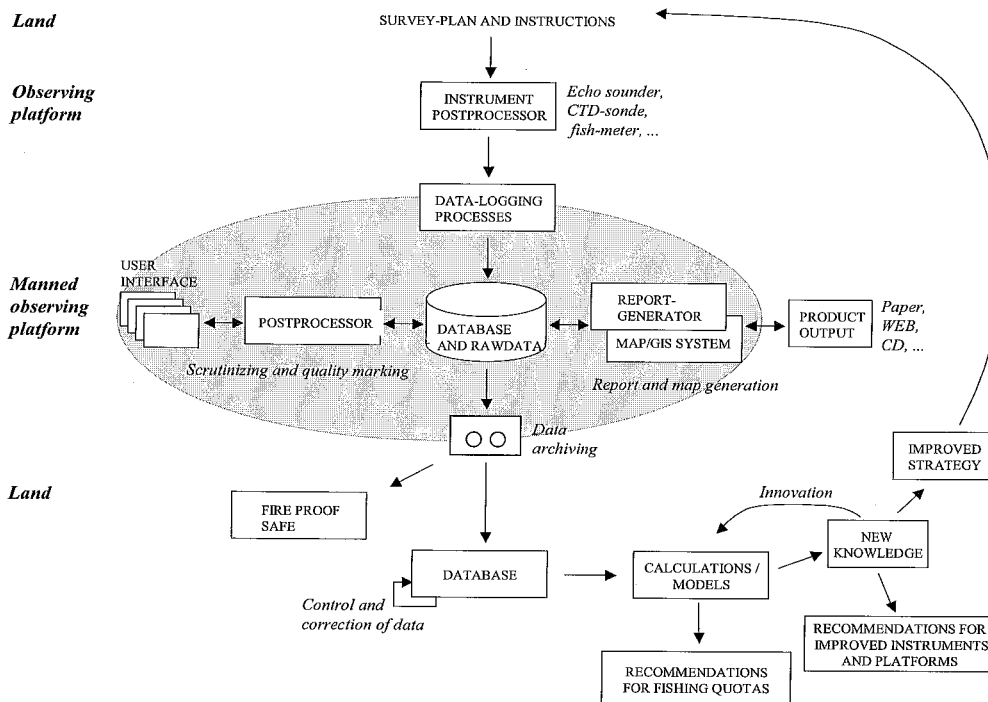 Land
SURVEY-PLAN AND INSTRUCTIONS
Observing
platform
INSTRUMENT
POSTPROCESSOR
Echo sounder,
CTD-sonde,
fish-meter, ...
DATA-LOGGING
PROCESSES
Manned
observing
platform
USER
INTERFACE
POSTPROCESSOR
DATABASE
AND RAWDATA
REPORT-
GENERATOR
MAP/GIS SYSTEM
PRODUCT
OUTPUT
Paper,
WEB,
CD, ...
Scrutinizing and quality marking
Report and map generation
Data
archiving
IMPROVED
STRATEGY
Land
FIRE PROOF
SAFE
Innovation
NEW
KNOWLEDGE
DATABASE
CALCULATIONS /
MODELS
Control and
correction of data
RECOMMENDATIONS FOR
IMPROVED INSTRUMENTS
AND PLATFORMS
RECOMMENDATIONS
FOR FISHING QUOTAS